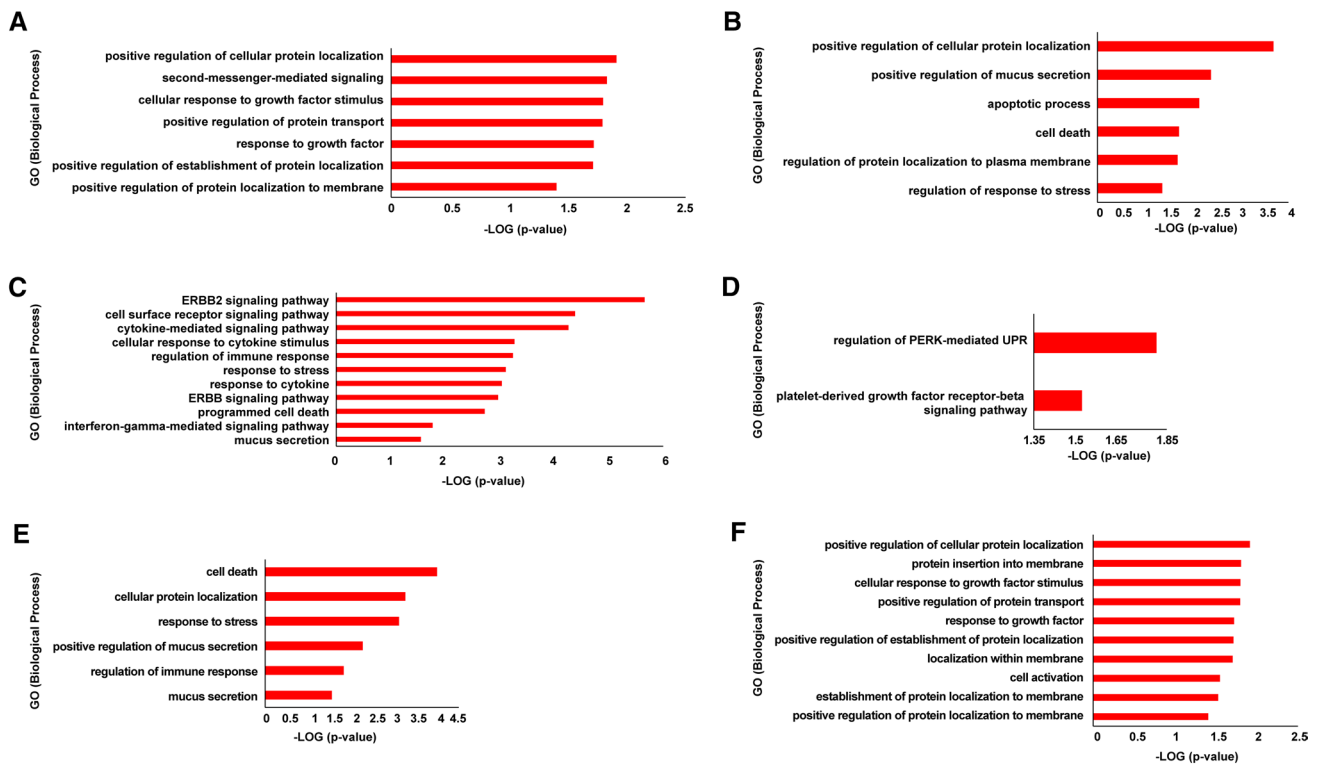 A
GO (Biological Process)
positive regulation of cellular protein localization
second-messenger-mediated signaling
cellular response to growth factor stimulus
positive regulation of protein transport
response to growth factor
positive regulation of establishment of protein localization
positive regulation of protein localization to membrane
0 0.5 1 1.5 2 2.5
-LOG (p-value)
B
GO (Biological Process)
positive regulation of cellular protein localization
positive regulation of mucus secretion
apoptotic process
cell death
regulation of protein localization to plasma membrane
regulation of response to stress
0 0.5 1 1.5 2 2.5 3 3.5 4
-LOG (p-value)
C
GO (Biological Process)
ERBB2 signaling pathway
cell surface receptor signaling pathway
cytokine-mediated signaling pathway
cellular response to cytokine stimulus
regulation of immune response
response to stress
response to cytokine
ERBB signaling pathway
programmed cell death
interferon-gamma-mediated signaling pathway
mucus secretion
0 1 2 3 4 5 6
-LOG (p-value)
D
GO (Biological Process)
regulation of PERK-mediated UPR
platelet-derived growth factor receptor-beta
signaling pathway
1.35 1.5 1.65 1.85
-LOG (p-value)
E
GO (Biological Process)
cell death
cellular protein localization
response to stress
positive regulation of mucus secretion
regulation of immune response
mucus secretion
0 0.5 1 1.5 2 2.5 3 3.5 4 4.5
-LOG (p-value)
F
GO (Biological Process)
positive regulation of cellular protein localization
protein insertion into membrane
cellular response to growth factor stimulus
positive regulation of protein transport
response to growth factor
positive regulation of establishment of protein localization
localization within membrane
cell activation
establishment of protein localization to membrane
positive regulation of protein localization to membrane
0 0.5 1 1.5 2 2.5
-LOG (p-value)